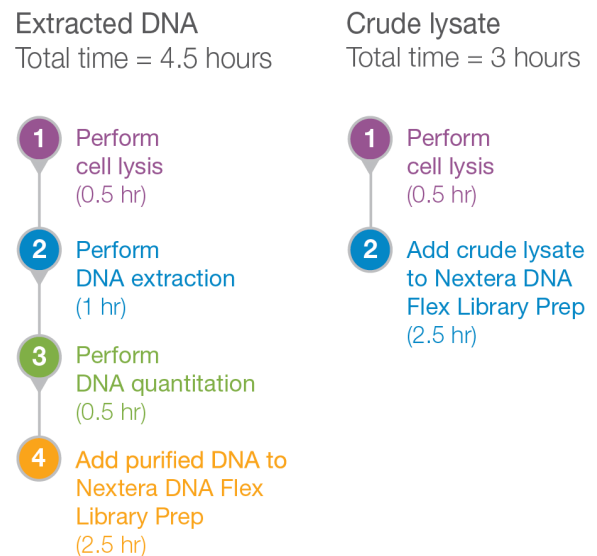 Extracted DNA
Total time = 4.5 hours
1
Perform
cell lysis
(0.5 hr)
2
Perform
DNA extraction
(1 hr)
3
Perform
DNA quantitation
(0.5 hr)
4
Add purified DNA to
Nextera DNA Flex
Library Prep
(2.5 hr)
Crude lysate
Total time = 3 hours
1
Perform
cell lysis
(0.5 hr)
2
Add crude lysate
to Nextera DNA
Flex Library Prep
(2.5 hr)